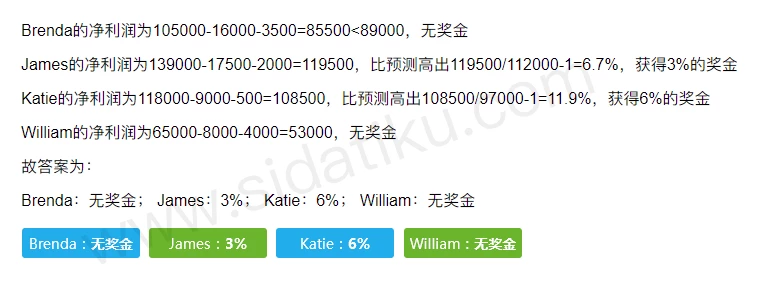 Brenda的净利润为105000-16000-3500=85500<89000，无奖金
James的净利润为139000-17500-2000=119500，比预测高出119500/112000-1=6.7%，获得3%的奖金
Katie的净利润为118000-9000-500=108500，比预测高出108500/97000-1=11.9%，获得6%的奖金
William的净利润为65000-8000-4000=53000，无奖金
故答案为：
Brenda：无奖金； James：3%； Katie：6%； William：无奖金
Brenda：无奖金 James：3% Katie：6% William：无奖金
www.sidatiku.com